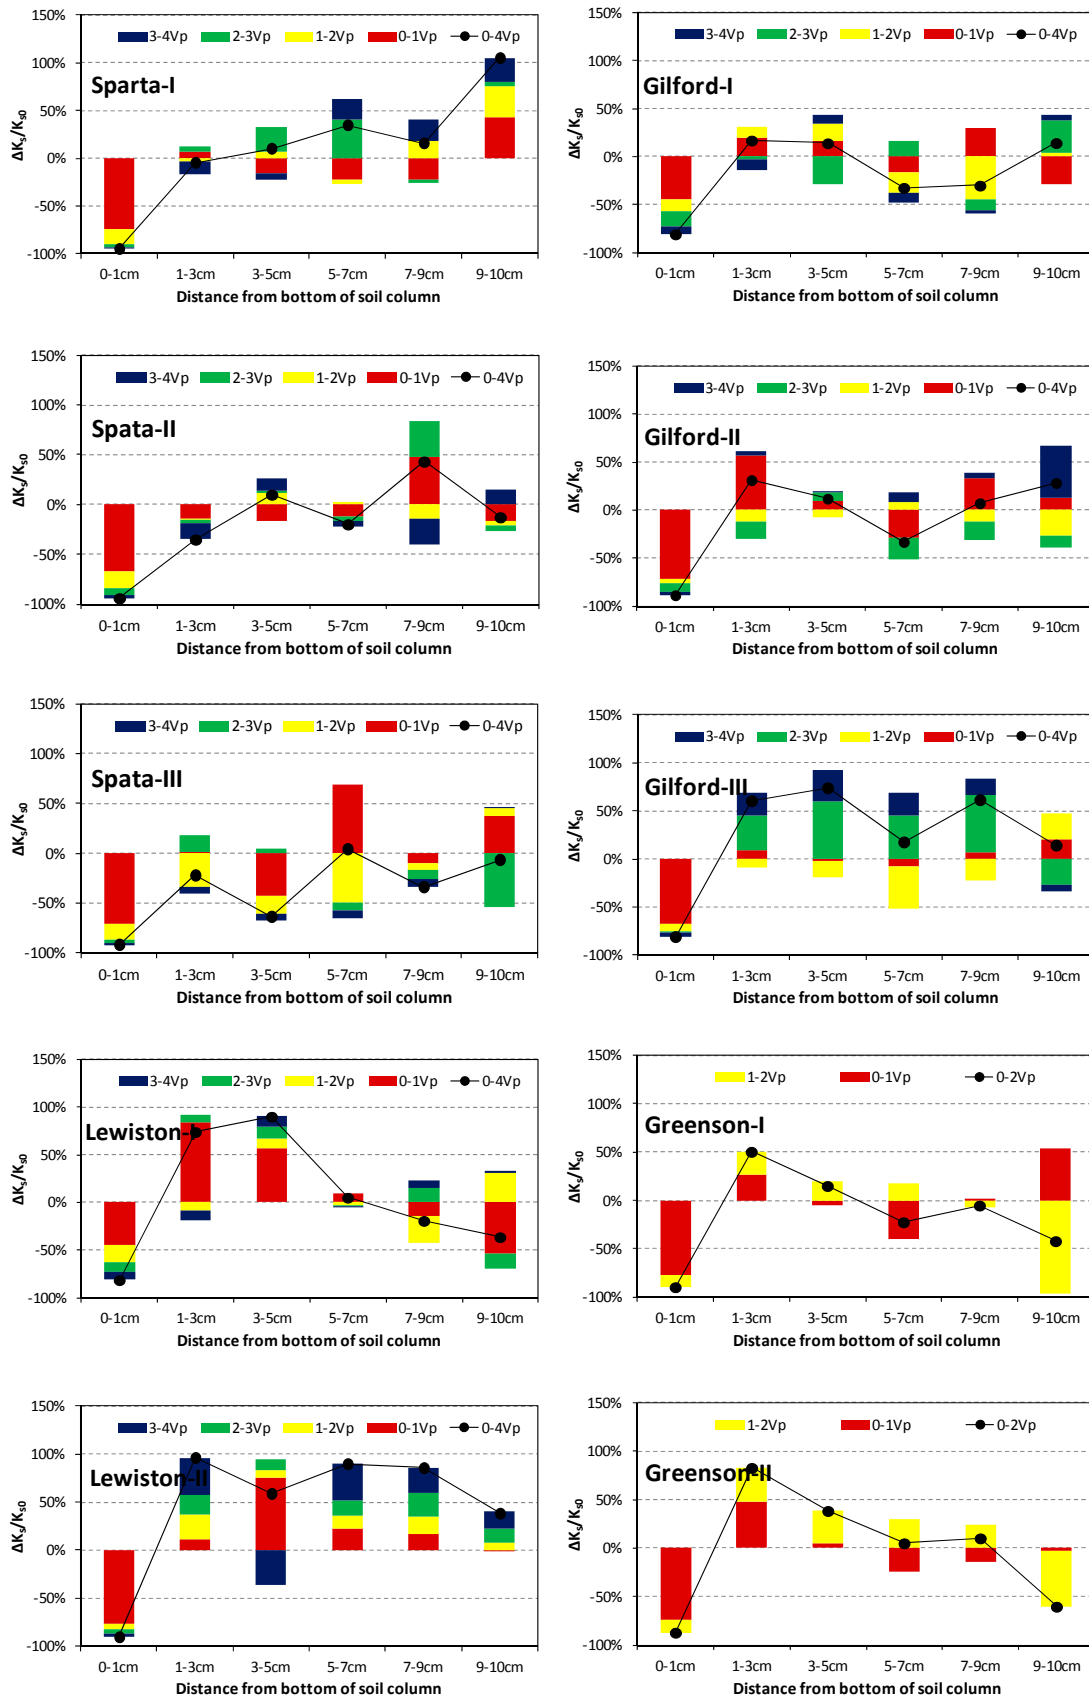 150%
3-4Vp 2-3Vp 1-2Vp 0-1Vp 0-4Vp
100%
Sparta-I
50%
0%
-50%
-100%
ΔKs/Ks0
0-1cm 1-3cm 3-5cm 5-7cm 7-9cm 9-10cm
Distance from bottom of soil column
150%
3-4Vp 2-3Vp 1-2Vp 0-1Vp 0-4Vp
100%
Gilford-I
50%
0%
-50%
-100%
ΔKs/Ks0
0-1cm 1-3cm 3-5cm 5-7cm 7-9cm 9-10cm
Distance from bottom of soil column
150%
3-4Vp 2-3Vp 1-2Vp 0-1Vp 0-4Vp
100%
Spata-II
50%
0%
-50%
-100%
ΔKs/Ks0
0-1cm 1-3cm 3-5cm 5-7cm 7-9cm 9-10cm
Distance from bottom of soil column
150%
3-4Vp 2-3Vp 1-2Vp 0-1Vp 0-4Vp
100%
Gilford-II
50%
0%
-50%
-100%
ΔKs/Ks0
0-1cm 1-3cm 3-5cm 5-7cm 7-9cm 9-10cm
Distance from bottom of soil column
150%
3-4Vp 2-3Vp 1-2Vp 0-1Vp 0-4Vp
100%
Spata-III
50%
0%
-50%
-100%
ΔKs/Ks0
0-1cm 1-3cm 3-5cm 5-7cm 7-9cm 9-10cm
Distance from bottom of soil column
150%
3-4Vp 2-3Vp 1-2Vp 0-1Vp 0-4Vp
100%
Gilford-III
50%
0%
-50%
-100%
ΔKs/Ks0
0-1cm 1-3cm 3-5cm 5-7cm 7-9cm 9-10cm
Distance from bottom of soil column
150%
3-4Vp 2-3Vp 1-2Vp 0-1Vp 0-4Vp
100%
Lewiston-I
50%
0%
-50%
-100%
ΔKs/Ks0
0-1cm 1-3cm 3-5cm 5-7cm 7-9cm 9-10cm
Distance from bottom of soil column
150%
1-2Vp 0-1Vp 0-2Vp
100%
Greenson-I
50%
0%
-50%
-100%
ΔKs/Ks0
0-1cm 1-3cm 3-5cm 5-7cm 7-9cm 9-10cm
Distance from bottom of soil column
150%
3-4Vp 2-3Vp 1-2Vp 0-1Vp 0-4Vp
100%
Lewiston-II
50%
0%
-50%
-100%
ΔKs/Ks0
0-1cm 1-3cm 3-5cm 5-7cm 7-9cm 9-10cm
Distance from bottom of soil column
150%
1-2Vp 0-1Vp 0-2Vp
100%
Greenson-II
50%
0%
-50%
-100%
ΔKs/Ks0
0-1cm 1-3cm 3-5cm 5-7cm 7-9cm 9-10cm
Distance from bottom of soil column